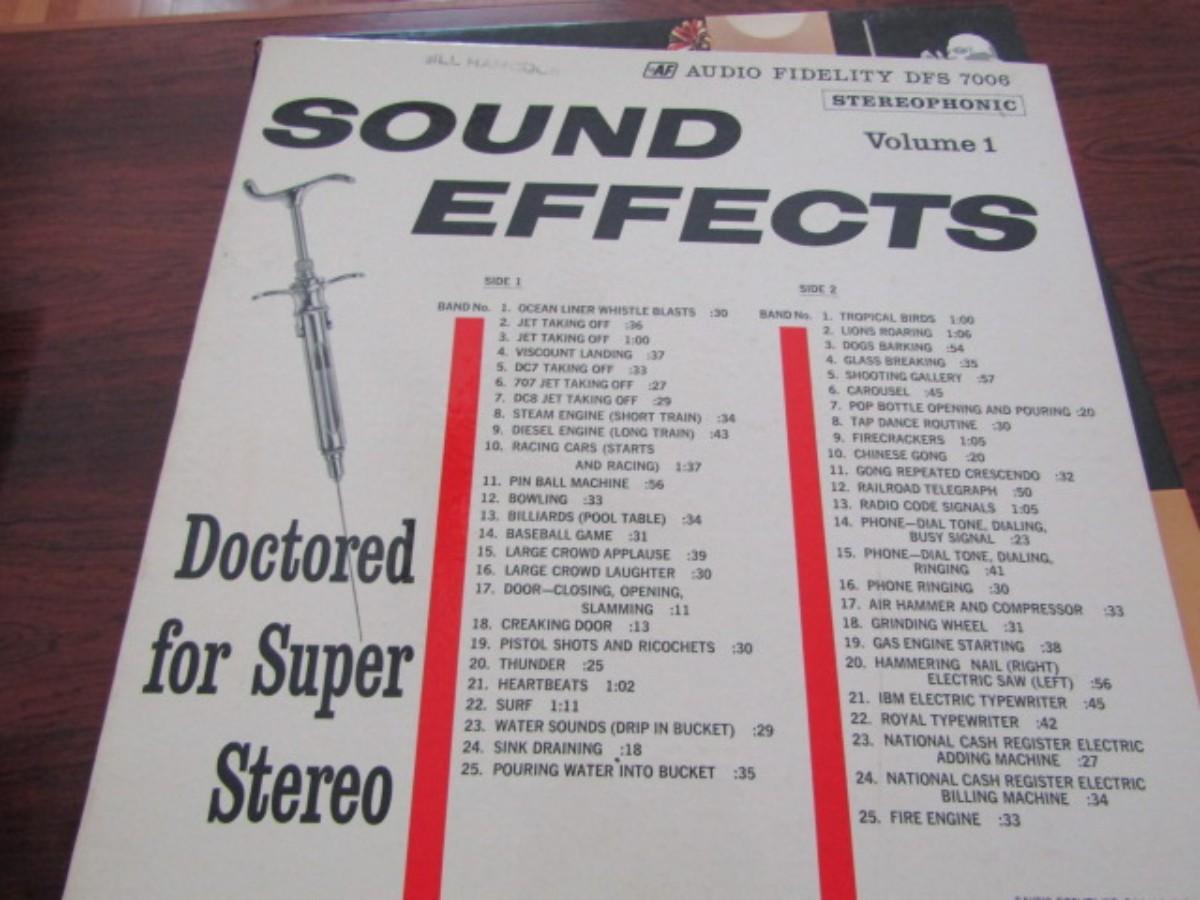 AF AUDIO FIDELITY DFS 7006
STEREOPHONIC
SOUND
Volume 1
EFFECTS
SIDE 1
BAND No. 1. OCEAN LINER WHISTLE BLASTS :30
2. JET TAKING OFF :36
3. JET TAKING OFF 1:00
4. VISCOUNT LANDING :37
5. DC7 TAKING OFF :33
6. 707 JET TAKING OFF :27
7. DC8 JET TAKING OFF :29
8. STEAM ENGINE (SHORT TRAIN) :34
9. DIESEL ENGINE (LONG TRAIN) :43
10. RACING CARS (STARTS
AND RACING) 1:37
11. PIN BALL MACHINE :56
12. BOWLING :33
13. BILLIARDS (POOL TABLE) :34
14. BASEBALL GAME :31
15. LARGE CROWD APPLAUSE :39
16. LARGE CROWD LAUGHTER :30
17. DOOR—CLOSING, OPENING,
SLAMMING :11
18. CREAKING DOOR :13
19. PISTOL SHOTS AND RICOCHETS :30
20. THUNDER :25
21. HEARTBEATS 1:02
22. SURF 1:11
23. WATER SOUNDS (DRIP IN BUCKET) :29
24. SINK DRAINING :18
25. POURING WATER INTO BUCKET :35
SIDE 2
BAND No. 1. TROPICAL BIRDS 1:00
2. LIONS ROARING 1:06
3. DOGS BARKING :54
4. GLASS BREAKING :35
5. SHOOTING GALLERY :57
6. CAROUSEL :45
7. POP BOTTLE OPENING AND POURING :20
8. TAP DANCE ROUTINE :30
9. FIRECRACKERS 1:05
10. CHINESE GONG :20
11. GONG REPEATED CRESCENDO :32
12. RAILROAD TELEGRAPH :50
13. RADIO CODE SIGNALS 1:05
14. PHONE—DIAL TONE, DIALING,
BUSY SIGNAL :23
15. PHONE—DIAL TONE, DIALING,
RINGING :41
16. PHONE RINGING :30
17. AIR HAMMER AND COMPRESSOR :33
18. GRINDING WHEEL :31
19. GAS ENGINE STARTING :38
20. HAMMERING NAIL (RIGHT)
ELECTRIC SAW (LEFT) :56
21. IBM ELECTRIC TYPEWRITER :45
22. ROYAL TYPEWRITER :42
23. NATIONAL CASH REGISTER ELECTRIC
ADDING MACHINE :27
24. NATIONAL CASH REGISTER ELECTRIC
BILLING MACHINE :34
25. FIRE ENGINE :33
Doctored
for Super
Stereo